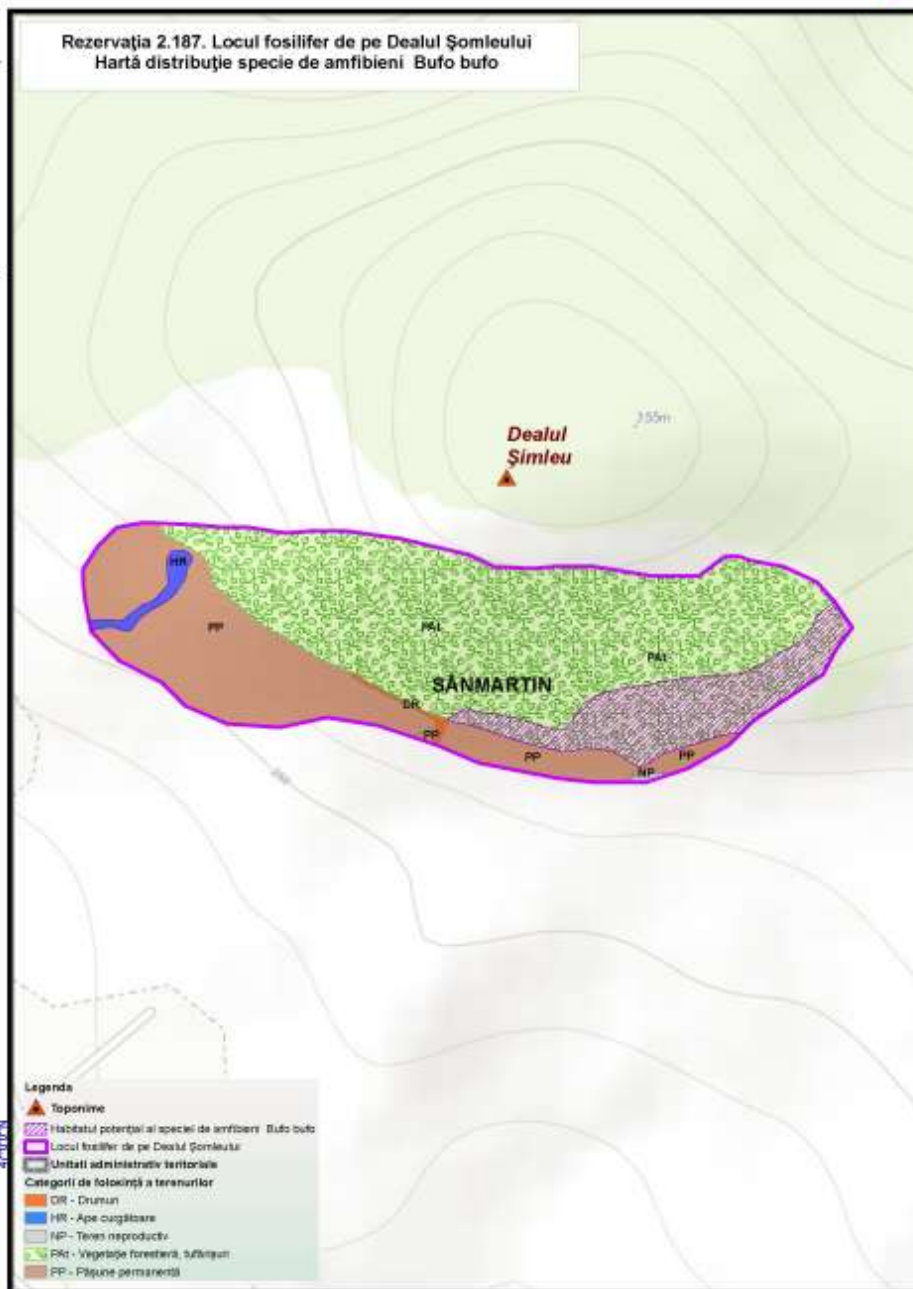 Rezervaţia 2.187. Locul fosilifer de pe Dealul Şomleului
Hartă distribuţie specie de amfibieni Bufo bufo
155m
Dealul
Şimleu
HR
PP
PAt
PAt
SÂNMARTIN
DR
PP
PP
PP
NP
Legenda
Toponime
Habitatul potenţial al speciei de amfibieni Bufo bufo
Locul fosilifer de pe Dealul Şomleului
Unitati administrativ teritoriale
Categorii de folosinţă a terenurilor
DR - Drumuri
HR - Ape curgătoare
NP - Teren neproductiv
PAt - Vegetaţie forestieră, tufărişuri
PP - Păşune permanentă